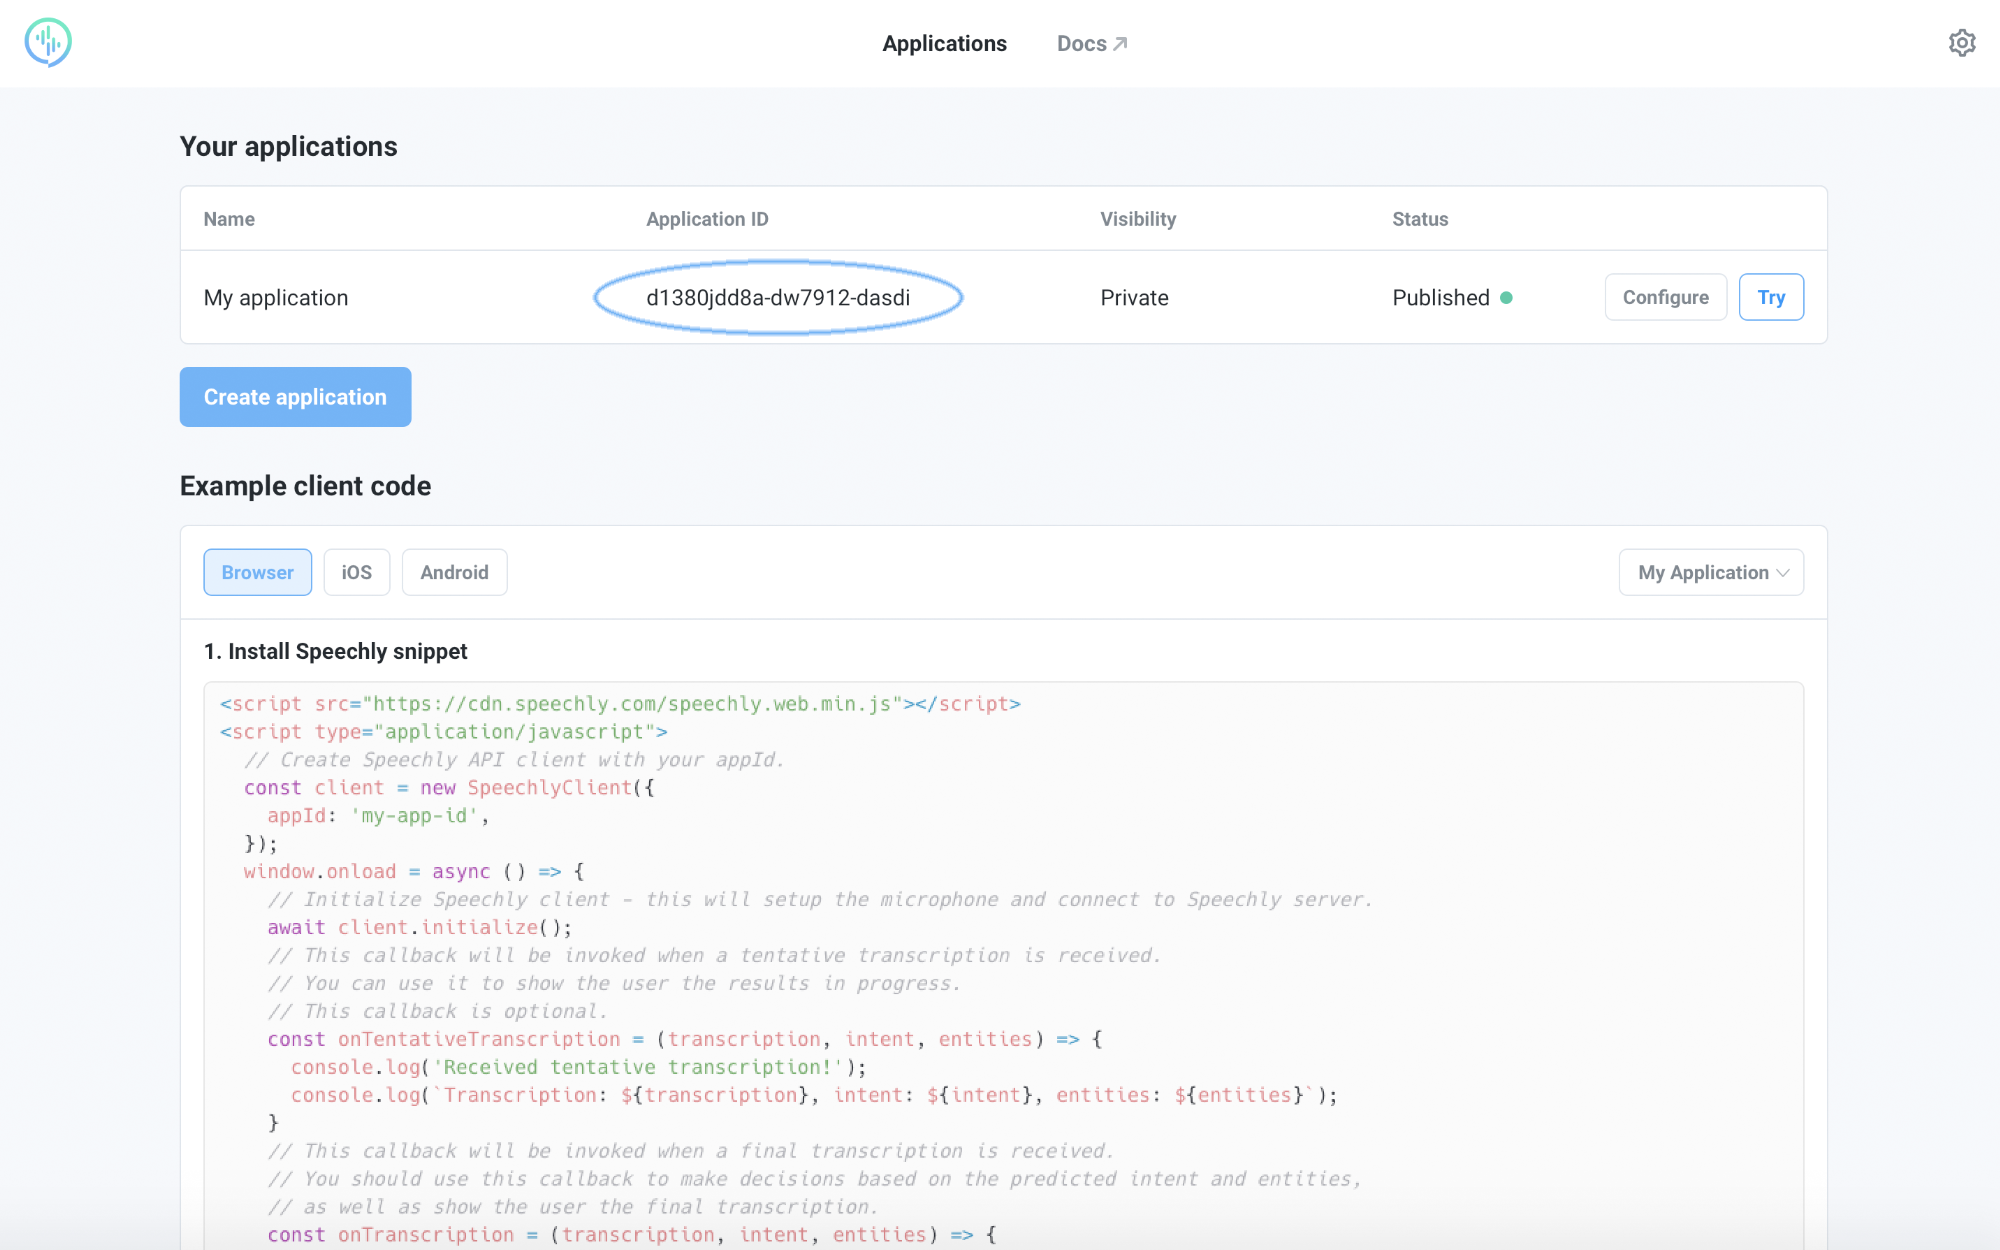 Applications Docs
Your applications
Name Application ID Visibility Status
My application d1380jdd8a-dw7912-dasdi Private Published Configure Try
Create application
Example client code
Browser iOS Android My Application
1. Install Speechly snippet
<script src="https://cdn.speechly.com/speechly.web.min.js"></script>
<script type="application/javascript">
// Create Speechly API client with your appId.
const client = new SpeechlyClient({
appId: 'my-app-id',
});
window.onload = async () => {
// Initialize Speechly client - this will setup the microphone and connect to Speechly server.
await client.initialize();
// This callback will be invoked when a tentative transcription is received.
// You can use it to show the user the results in progress.
// This callback is optional.
const onTentativeTranscription = (transcription, intent, entities) => {
console.log('Received tentative transcription!');
console.log(`Transcription: ${transcription}, intent: ${intent}, entities: ${entities}`);
}
// This callback will be invoked when a final transcription is received.
// You should use this callback to make decisions based on the predicted intent and entities,
// as well as show the user the final transcription.
const onTranscription = (transcription, intent, entities) => {